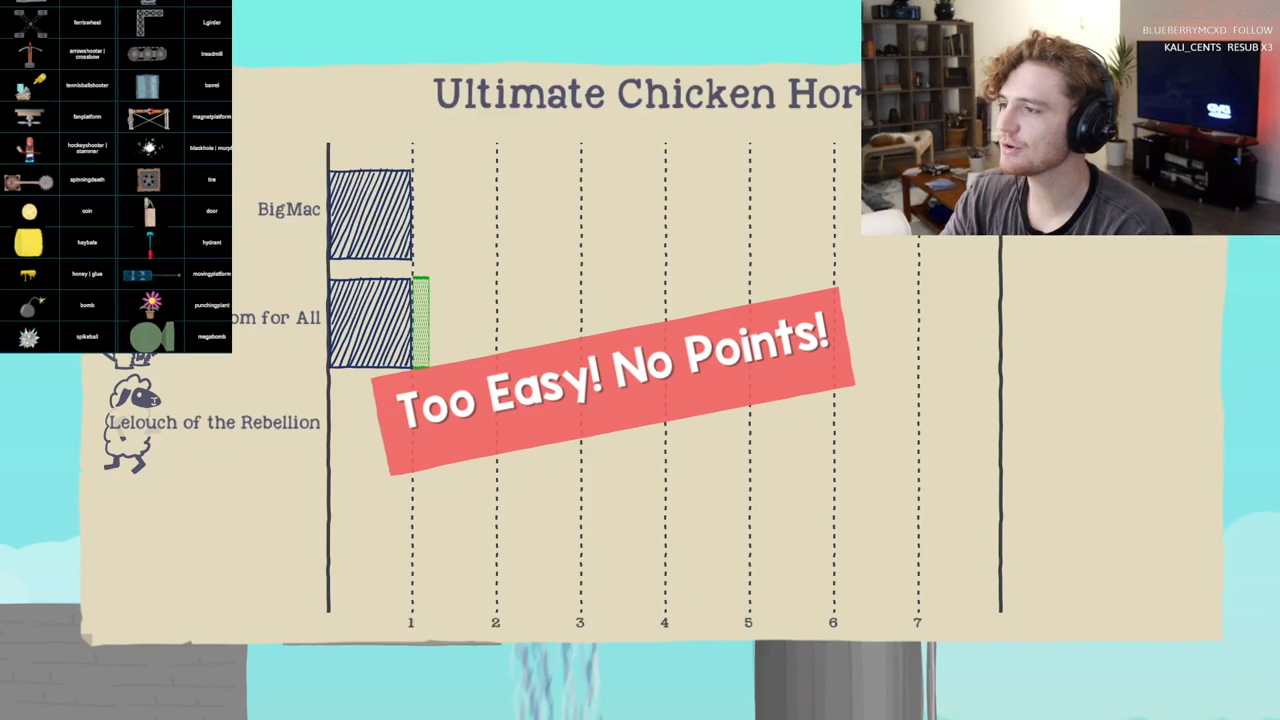 ferriswheel
Lgirder
arrowshooter |
crossbow
treadmill
tennisballshooter
barrel
fanplatform
magnetplatform
hockeyshooter |
slammer
blackhole |
spinningdeath
tire
coin
door
haybale
hydrant
honey | glue
movingplatform
bomb
punchingplant
spikeball
megabomb
Ultimate Chicken Hor
BLUEBERRYMCXD FOLLOW
KALI_CENTS RESUB X3
BigMac
om for All
Lelouch of the Rebellion
Too Easy! No Points!
1 2 3 4 5 6 7